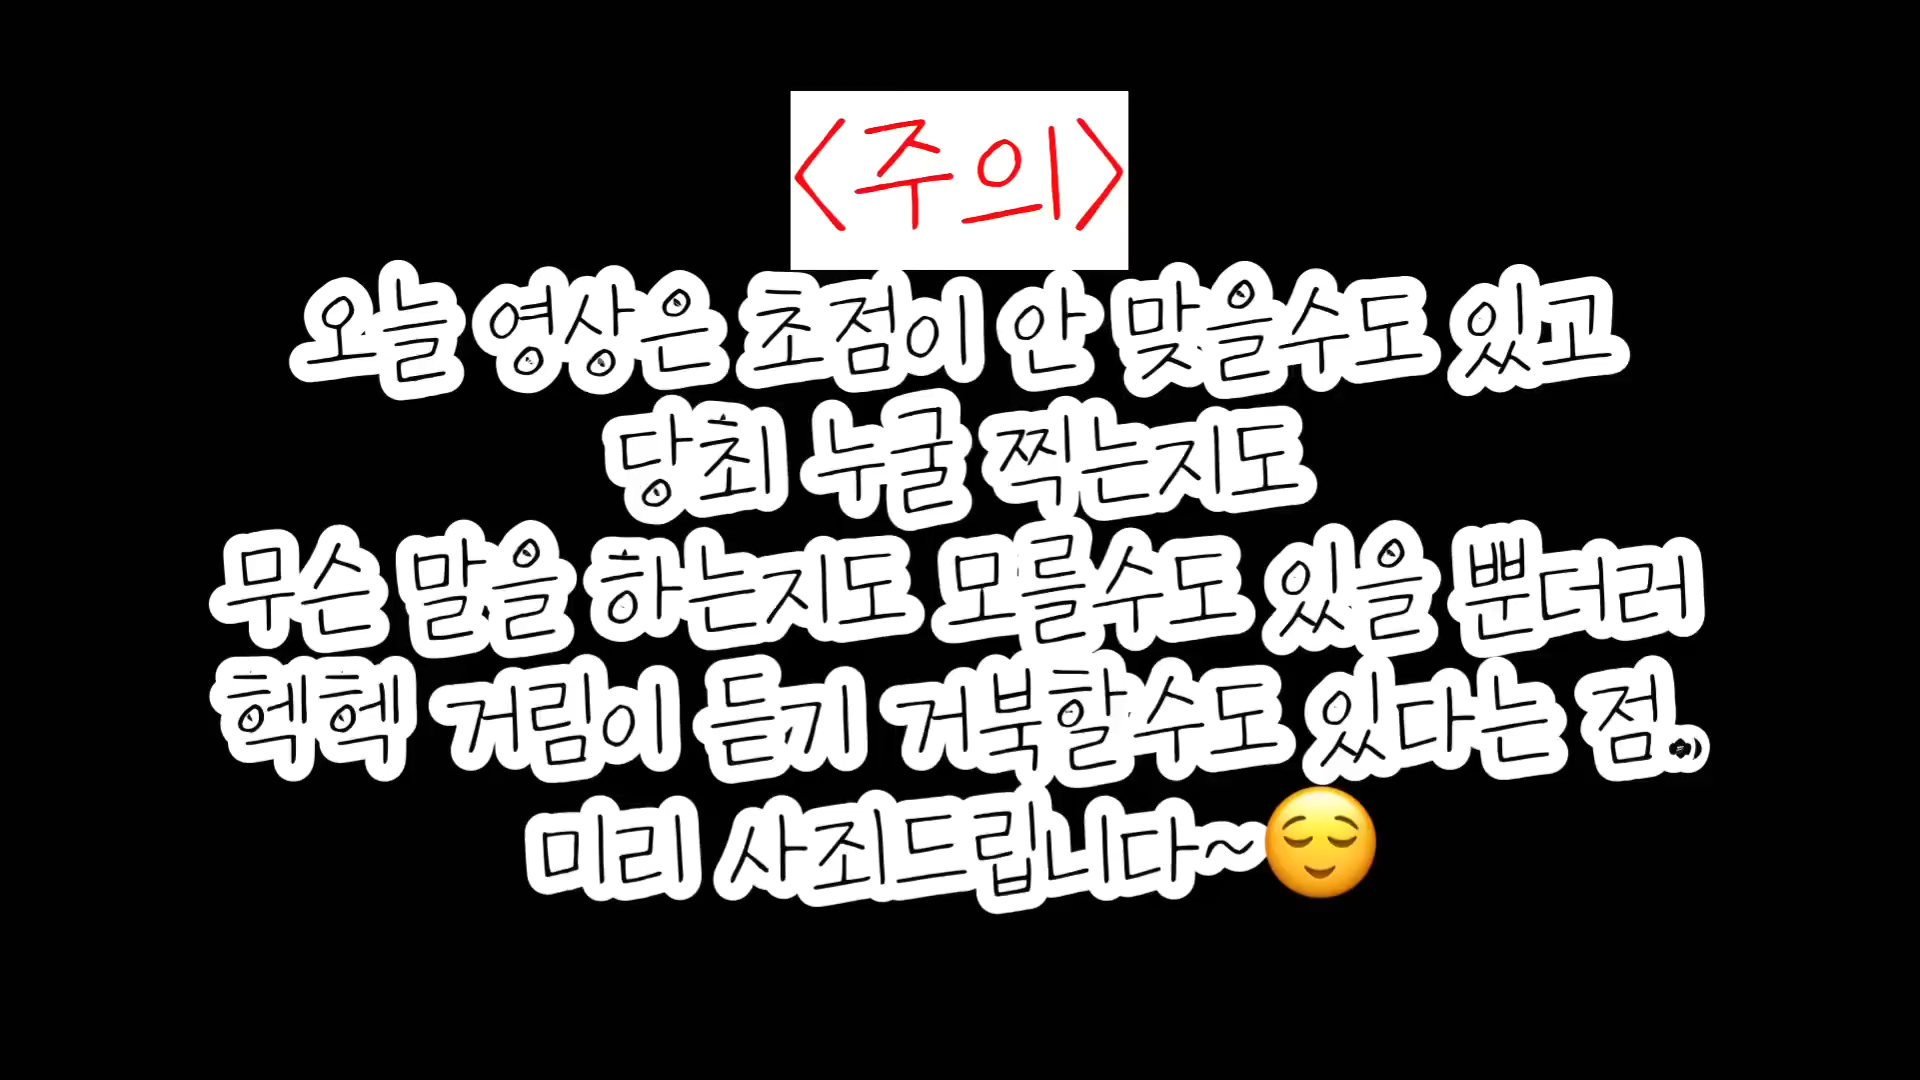 <주의>
오늘 영상은 초점이 안 맞을수도 있고
당최 누굴 찍는지도
무슨 말을 하는지도 모를수도 있을 뿐더러
헥헥 거림이 듣기 거북할수도 있다는 점..
미리 사죄드립니다~😌